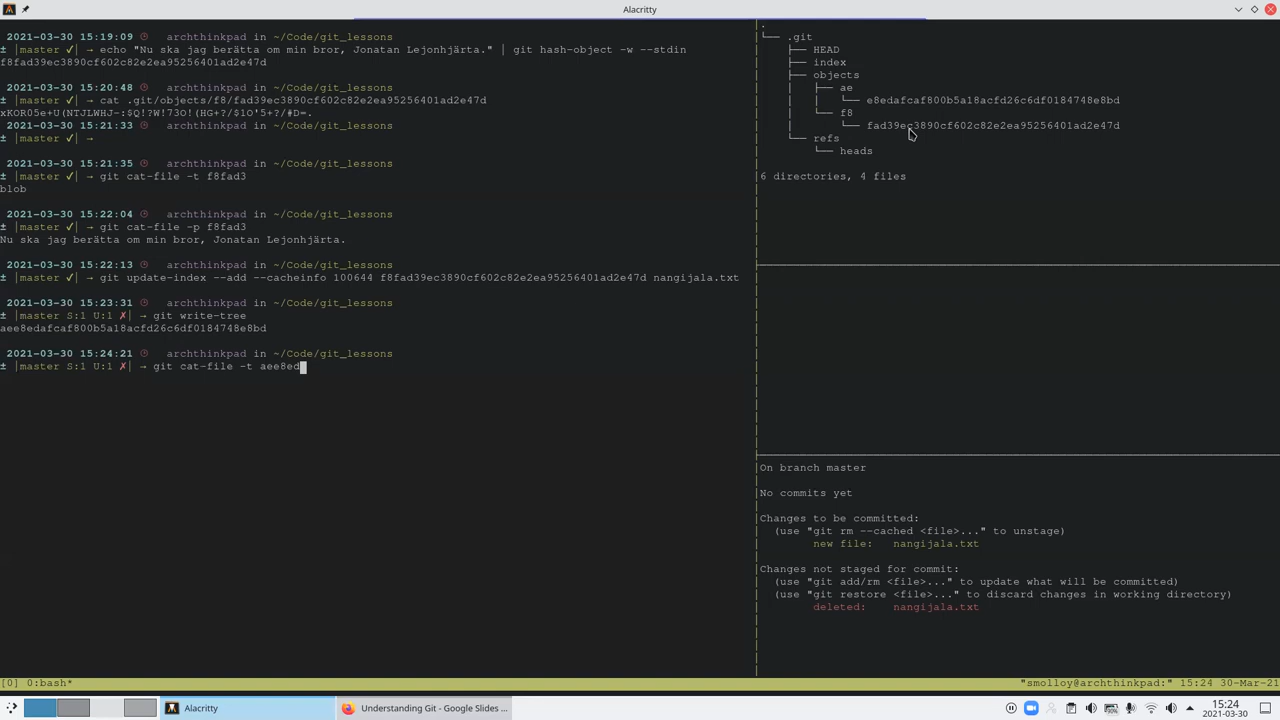 Alacritty
2021-03-30 15:19:09 archthinkpad in ~/Code/git_lessons
± |master ✓| → echo "Nu ska jag berätta om min bror, Jonatan Lejonhjärta." | git hash-object -w --stdin
f8fad39ec3890cf602c82e2ea95256401ad2e47d
2021-03-30 15:20:48 archthinkpad in ~/Code/git_lessons
± |master ✓| → cat .git/objects/f8/fad39ec3890cf602c82e2ea95256401ad2e47d
xKOR05e+U(NTJLWHJ-:$Q!?W!73O!(HG+?/$1O'5+?/#D=.
2021-03-30 15:21:33 archthinkpad in ~/Code/git_lessons
± |master ✓| →
2021-03-30 15:21:35 archthinkpad in ~/Code/git_lessons
± |master ✓| → git cat-file -t f8fad3
blob
2021-03-30 15:22:04 archthinkpad in ~/Code/git_lessons
± |master ✓| → git cat-file -p f8fad3
Nu ska jag berätta om min bror, Jonatan Lejonhjärta.
2021-03-30 15:22:13 archthinkpad in ~/Code/git_lessons
± |master ✓| → git update-index --add --cacheinfo 100644 f8fad39ec3890cf602c82e2ea95256401ad2e47d nangijala.txt
2021-03-30 15:23:31 archthinkpad in ~/Code/git_lessons
± |master S:1 U:1 ✗| → git write-tree
aee8edafcaf800b5a18acfd26c6df0184748e8bd
2021-03-30 15:24:21 archthinkpad in ~/Code/git_lessons
± |master S:1 U:1 ✗| → git cat-file -t aee8ed
.
└── .git
├── HEAD
├── index
├── objects
│   ├── ae
│   │   └── e8edafcaf800b5a18acfd26c6df0184748e8bd
│   └── f8
│       └── fad39ec3890cf602c82e2ea95256401ad2e47d
└── refs
└── heads
6 directories, 4 files
On branch master
No commits yet
Changes to be committed:
(use "git rm --cached <file>..." to unstage)
new file:   nangijala.txt
Changes not staged for commit:
(use "git add/rm <file>..." to update what will be committed)
(use "git restore <file>..." to discard changes in working directory)
deleted:    nangijala.txt
[0] 0:bash*
"smolloy@archthinkpad:" 15:24 30-Mar-21
Alacritty
Understanding Git - Google Slides ...
90%
15:24
2021-03-30